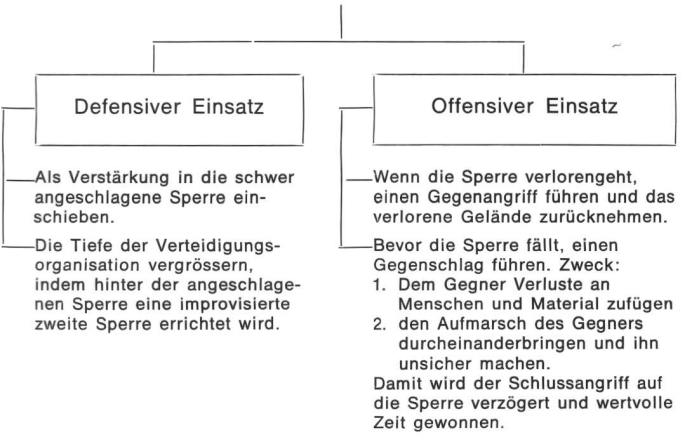 Defensiver Einsatz
Als Verstärkung in die schwer
angeschlagene Sperre ein-
schieben.
Die Tiefe der Verteidigungs-
organisation vergrössern,
indem hinter der angeschlage-
nen Sperre eine improvisierte
zweite Sperre errichtet wird.
Offensiver Einsatz
Wenn die Sperre verlorengeht,
einen Gegenangriff führen und das
verlorene Gelände zurücknehmen.
Bevor die Sperre fällt, einen
Gegenschlag führen. Zweck:
1. Dem Gegner Verluste an
Menschen und Material zufügen
2. den Aufmarsch des Gegners
durcheinanderbringen und ihn
unsicher machen.
Damit wird der Schlussangriff auf
die Sperre verzögert und wertvolle
Zeit gewonnen.